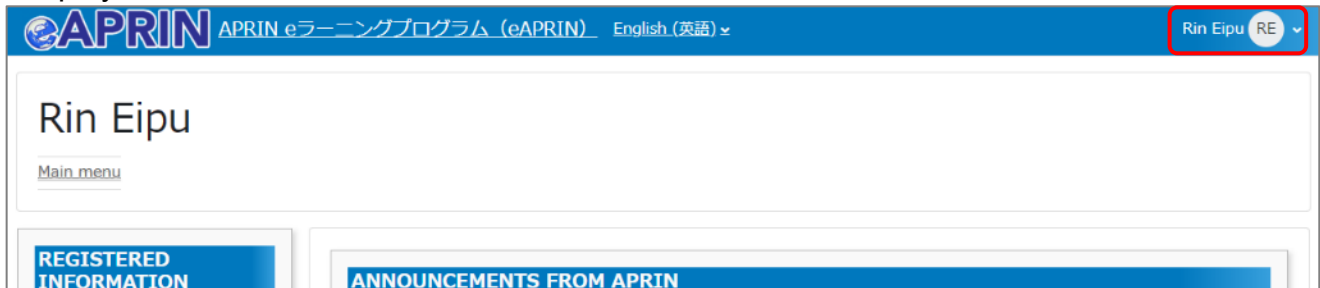 APRIN APRIN eラーニングプログラム（eAPRIN） English (英語) Rin Eipu RE
Rin Eipu
Main menu
REGISTERED
INFORMATION
ANNOUNCEMENTS FROM APRIN